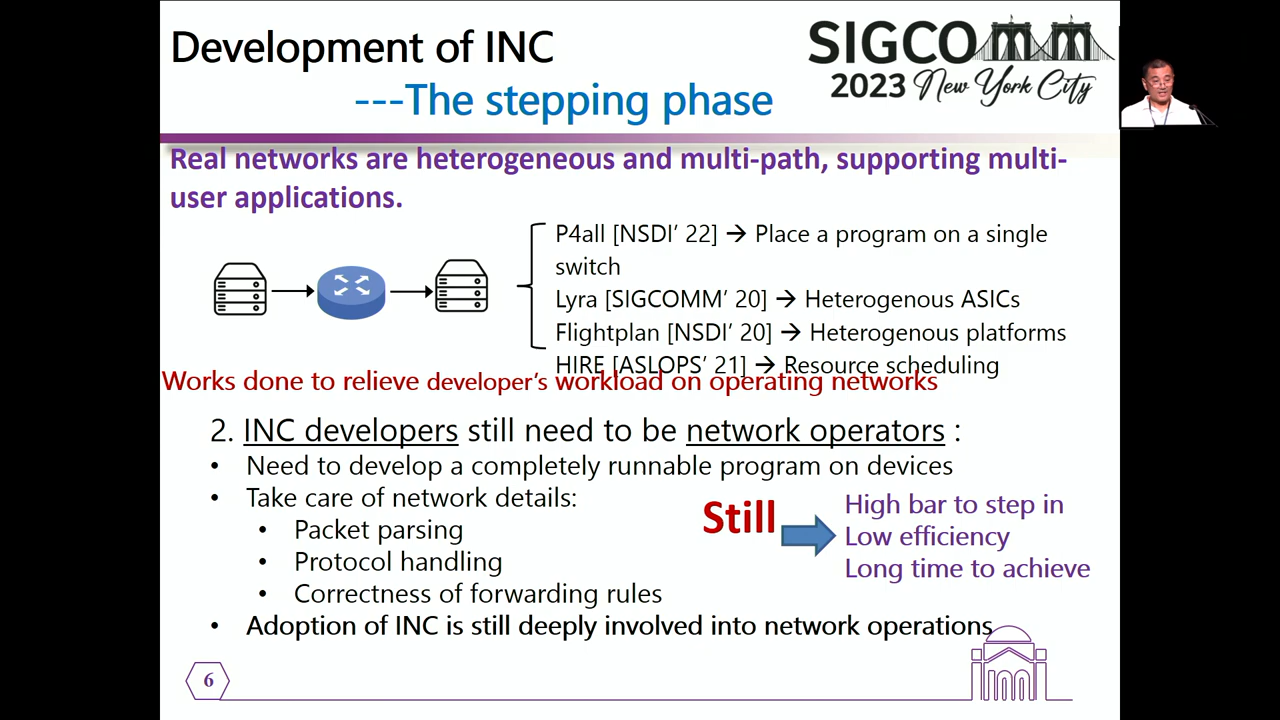 Development of INC
---The stepping phase
SIGCOMM
2023 New York City
Real networks are heterogeneous and multi-path, supporting multi-
user applications.
P4all [NSDI’ 22] → Place a program on a single
switch
Lyra [SIGCOMM’ 20] → Heterogenous ASICs
Flightplan [NSDI’ 20] → Heterogenous platforms
HIRE [ASLOPS’ 21] → Resource scheduling
Works done to relieve developer’s workload on operating networks
2. INC developers still need to be network operators :
• Need to develop a completely runnable program on devices
• Take care of network details:
• Packet parsing
• Protocol handling
• Correctness of forwarding rules
Still
High bar to step in
Low efficiency
Long time to achieve
• Adoption of INC is still deeply involved into network operations
6